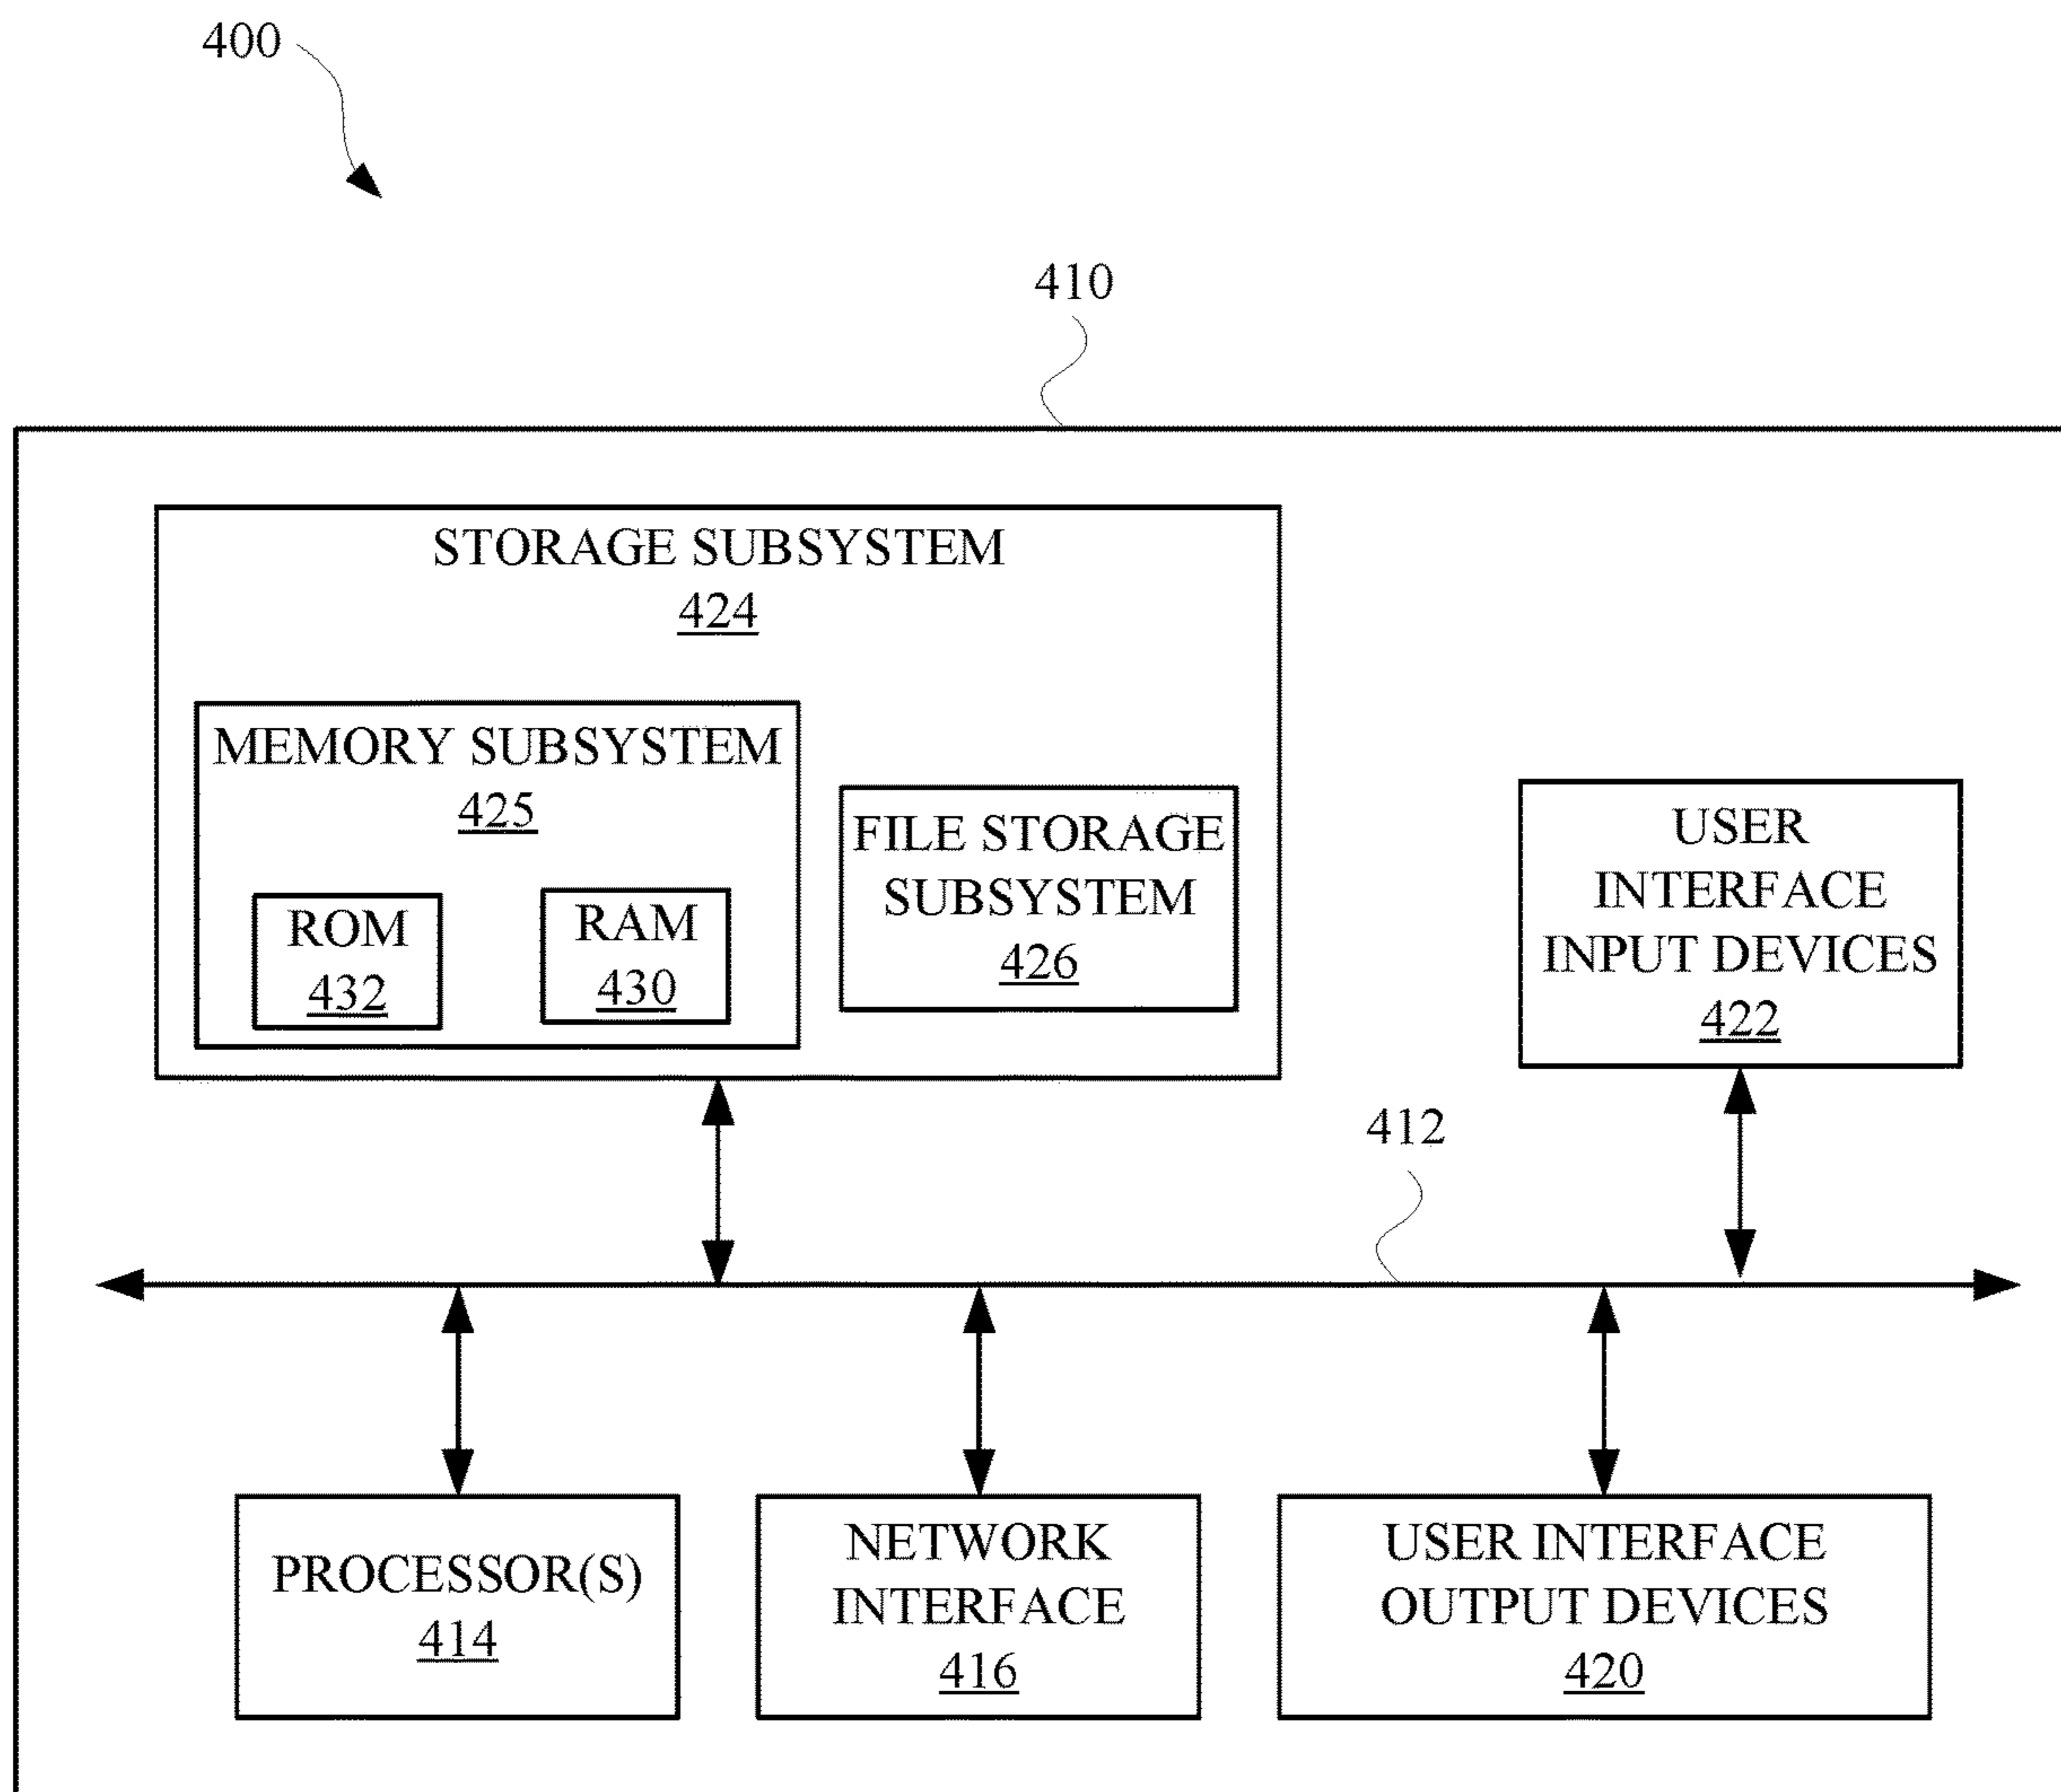 400
410
STORAGE SUBSYSTEM
424
MEMORY SUBSYSTEM
425
ROM
432
RAM
430
FILE STORAGE
SUBSYSTEM
426
USER
INTERFACE
INPUT DEVICES
422
412
PROCESSOR(S)
414
NETWORK
INTERFACE
416
USER INTERFACE
OUTPUT DEVICES
420